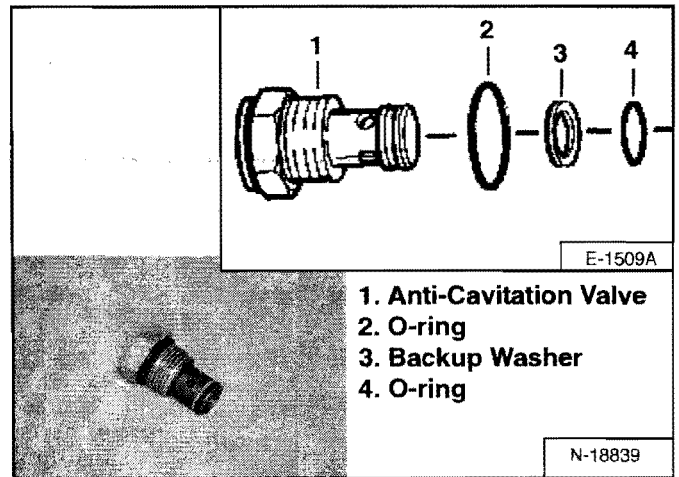 1
2
3
4
E-1509A
1. Anti-Cavitation Valve
2. O-ring
3. Backup Washer
4. O-ring
N-18839